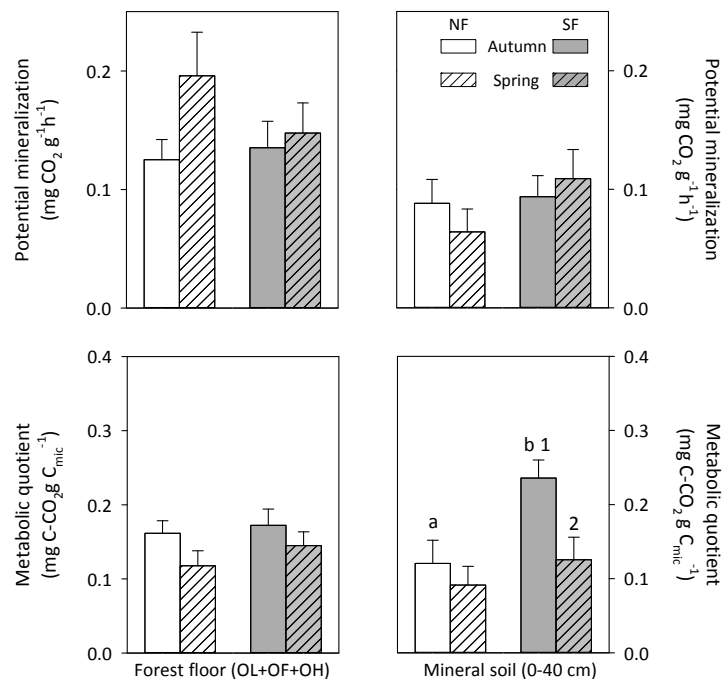 Potential mineralization
(mg CO₂ g⁻¹h⁻¹)
0.2
0.1
0.0
NF SF
Autumn
Spring
0.2
0.1
0.0
Potential mineralization
(mg CO₂ g⁻¹h⁻¹)
Metabolic quotient
(mg C-CO₂g C_mic⁻¹)
0.4
0.3
0.2
0.1
0.0
Forest floor (OL+OF+OH)
a
b 1
2
0.4
0.3
0.2
0.1
0.0
Mineral soil (0-40 cm)
Metabolic quotient
(mg C-CO₂ g C_mic⁻¹)